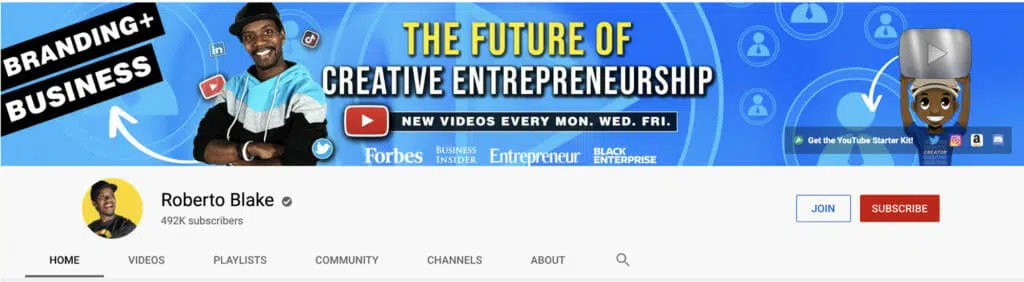 BRANDING+
BUSINESS
in
THE FUTURE OF
CREATIVE ENTREPRENEURSHIP
NEW VIDEOS EVERY MON. WED. FRI.
Forbes
BUSINESS
INSIDER
Entrepreneur
BLACK
ENTERPRISE
CREATOR
Get the YouTube Starter Kit!
a
Roberto Blake
492K subscribers
JOIN
SUBSCRIBE
HOME
VIDEOS
PLAYLISTS
COMMUNITY
CHANNELS
ABOUT